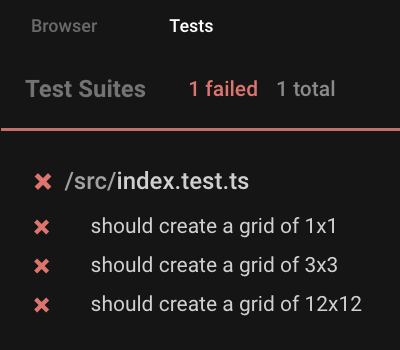 Browser Tests
Test Suites 1 failed 1 total
/src/index.test.ts
should create a grid of 1x1
should create a grid of 3x3
should create a grid of 12x12